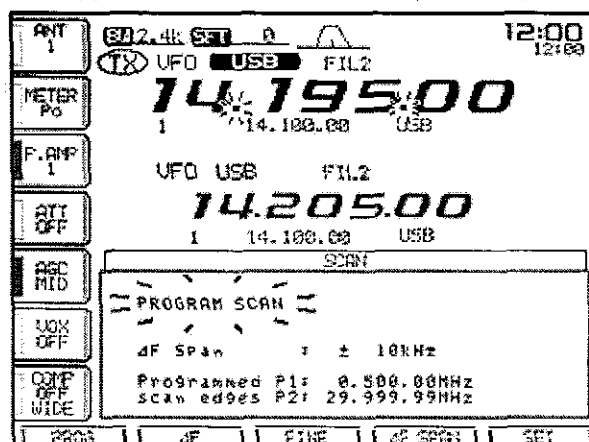 ANT
1
BW 2.4k SFT 0
12:00
12:00
TX VFO USB FIL2
METER
Po
14.195.00
1 14.100.00 USB
P.AMP
1
VFO USB FIL2
14.205.00
ATT
OFF
1 14.100.00 USB
SCAN
AGC
MID
PROGRAM SCAN
VOX
OFF
ΔF Span : ± 10kHz
COMP
OFF
WIDE
Programmed P1: 0.500.00MHz
scan edges P2: 29.999.99MHz
PROG ΔF FINE ΔF SPAN SET